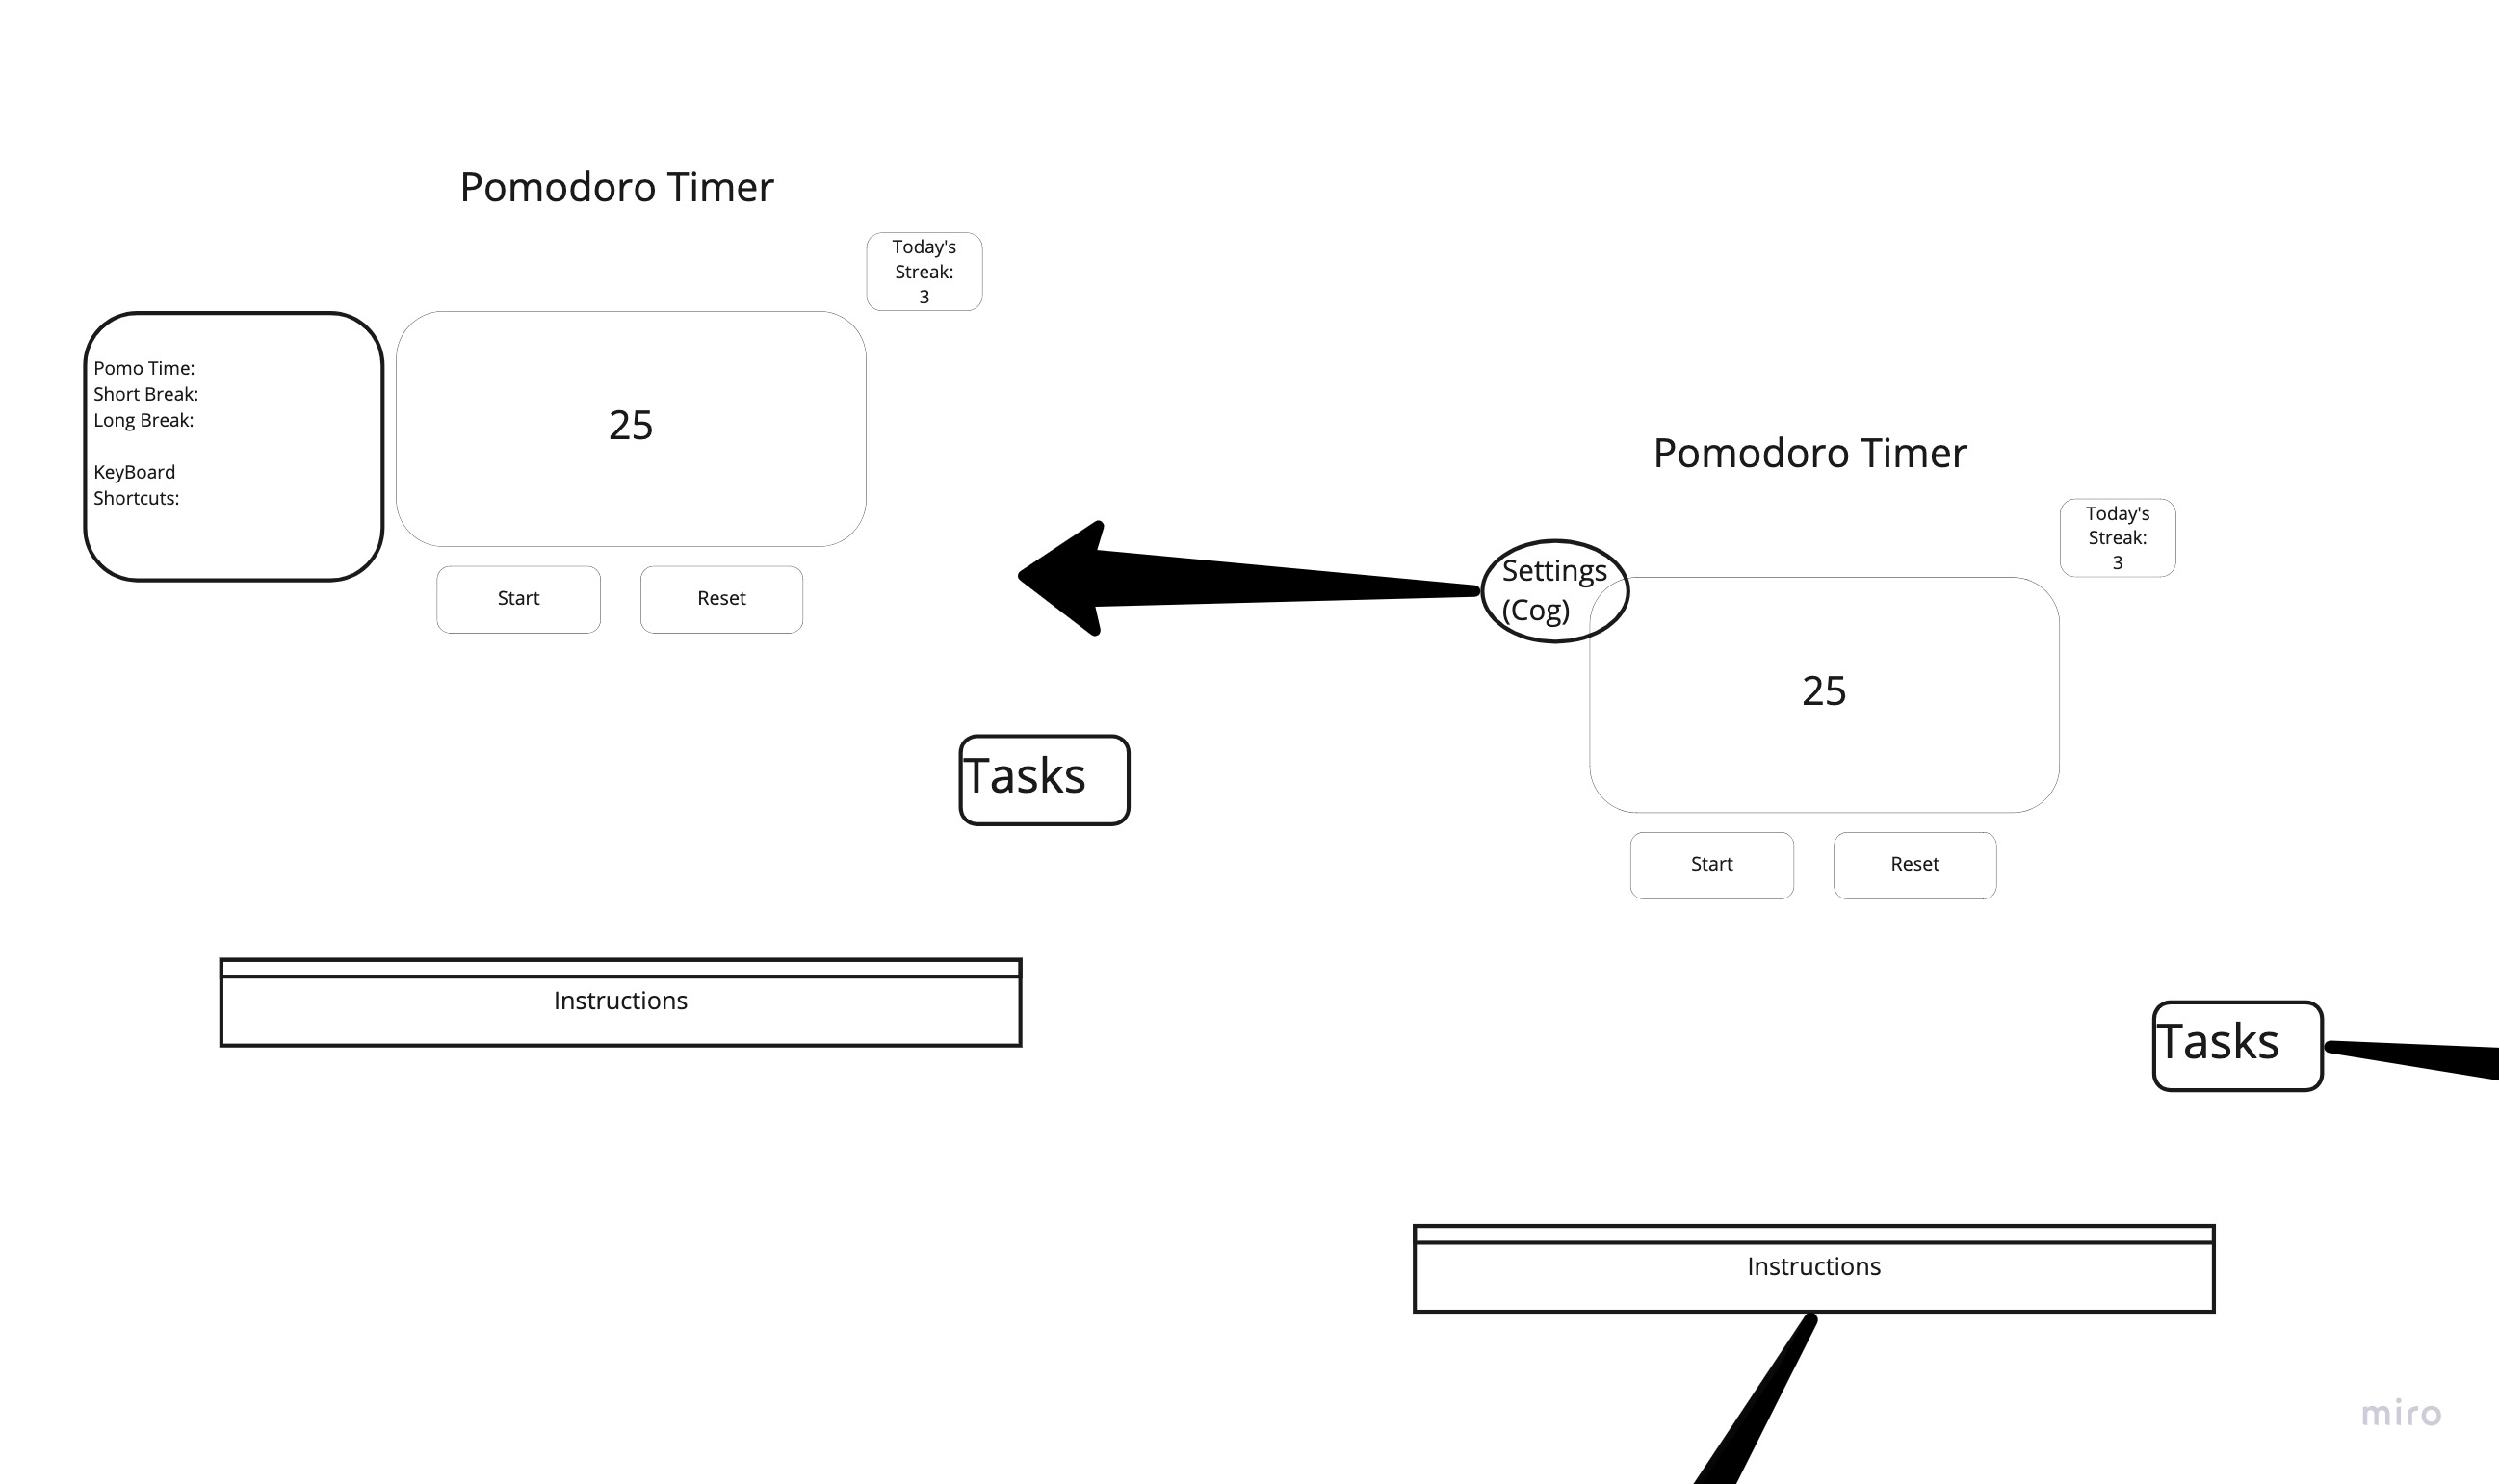 Pomodoro Timer
Today's
Streak:
3
Pomo Time:
Short Break:
Long Break:
KeyBoard
Shortcuts:
25
Start
Reset
Tasks
Instructions
Pomodoro Timer
Today's
Streak:
3
Settings
(Cog)
25
Start
Reset
Tasks
Instructions
miro